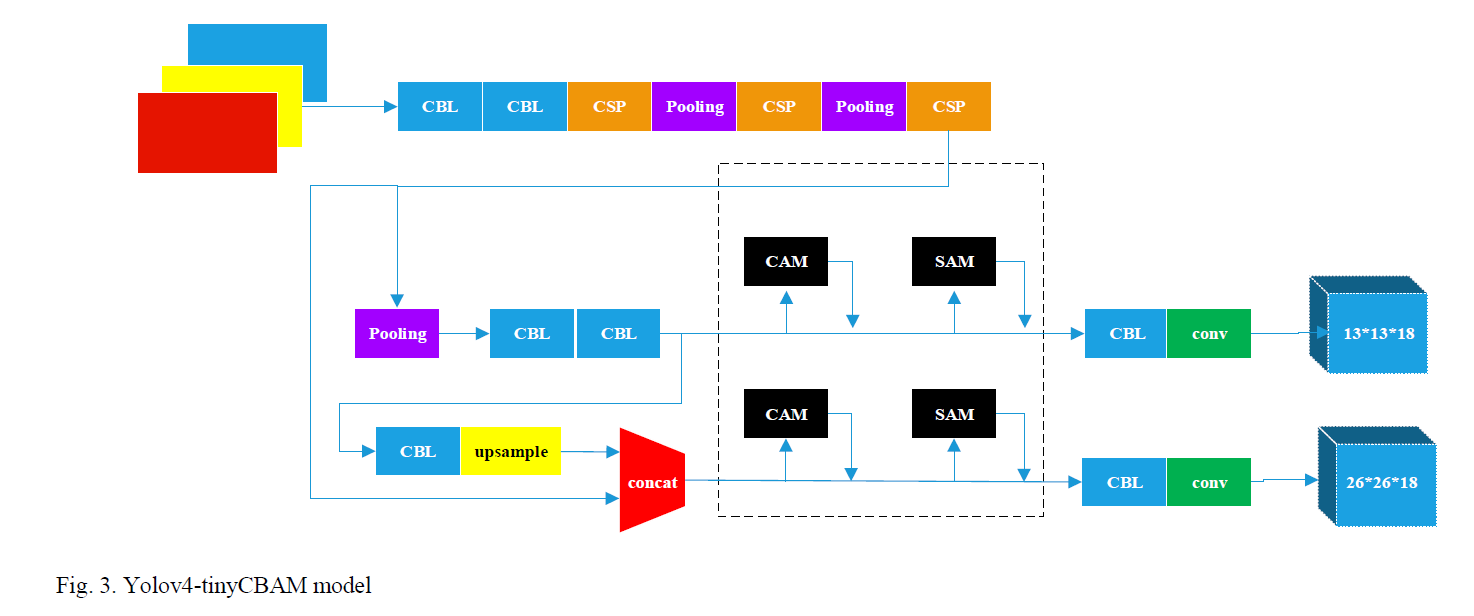 CBL CBL CSP Pooling CSP Pooling CSP
CAM SAM
Pooling CBL CBL CBL conv 13*13*18
CAM SAM
CBL upsample concat CBL conv 26*26*18
Fig. 3. Yolov4-tinyCBAM model